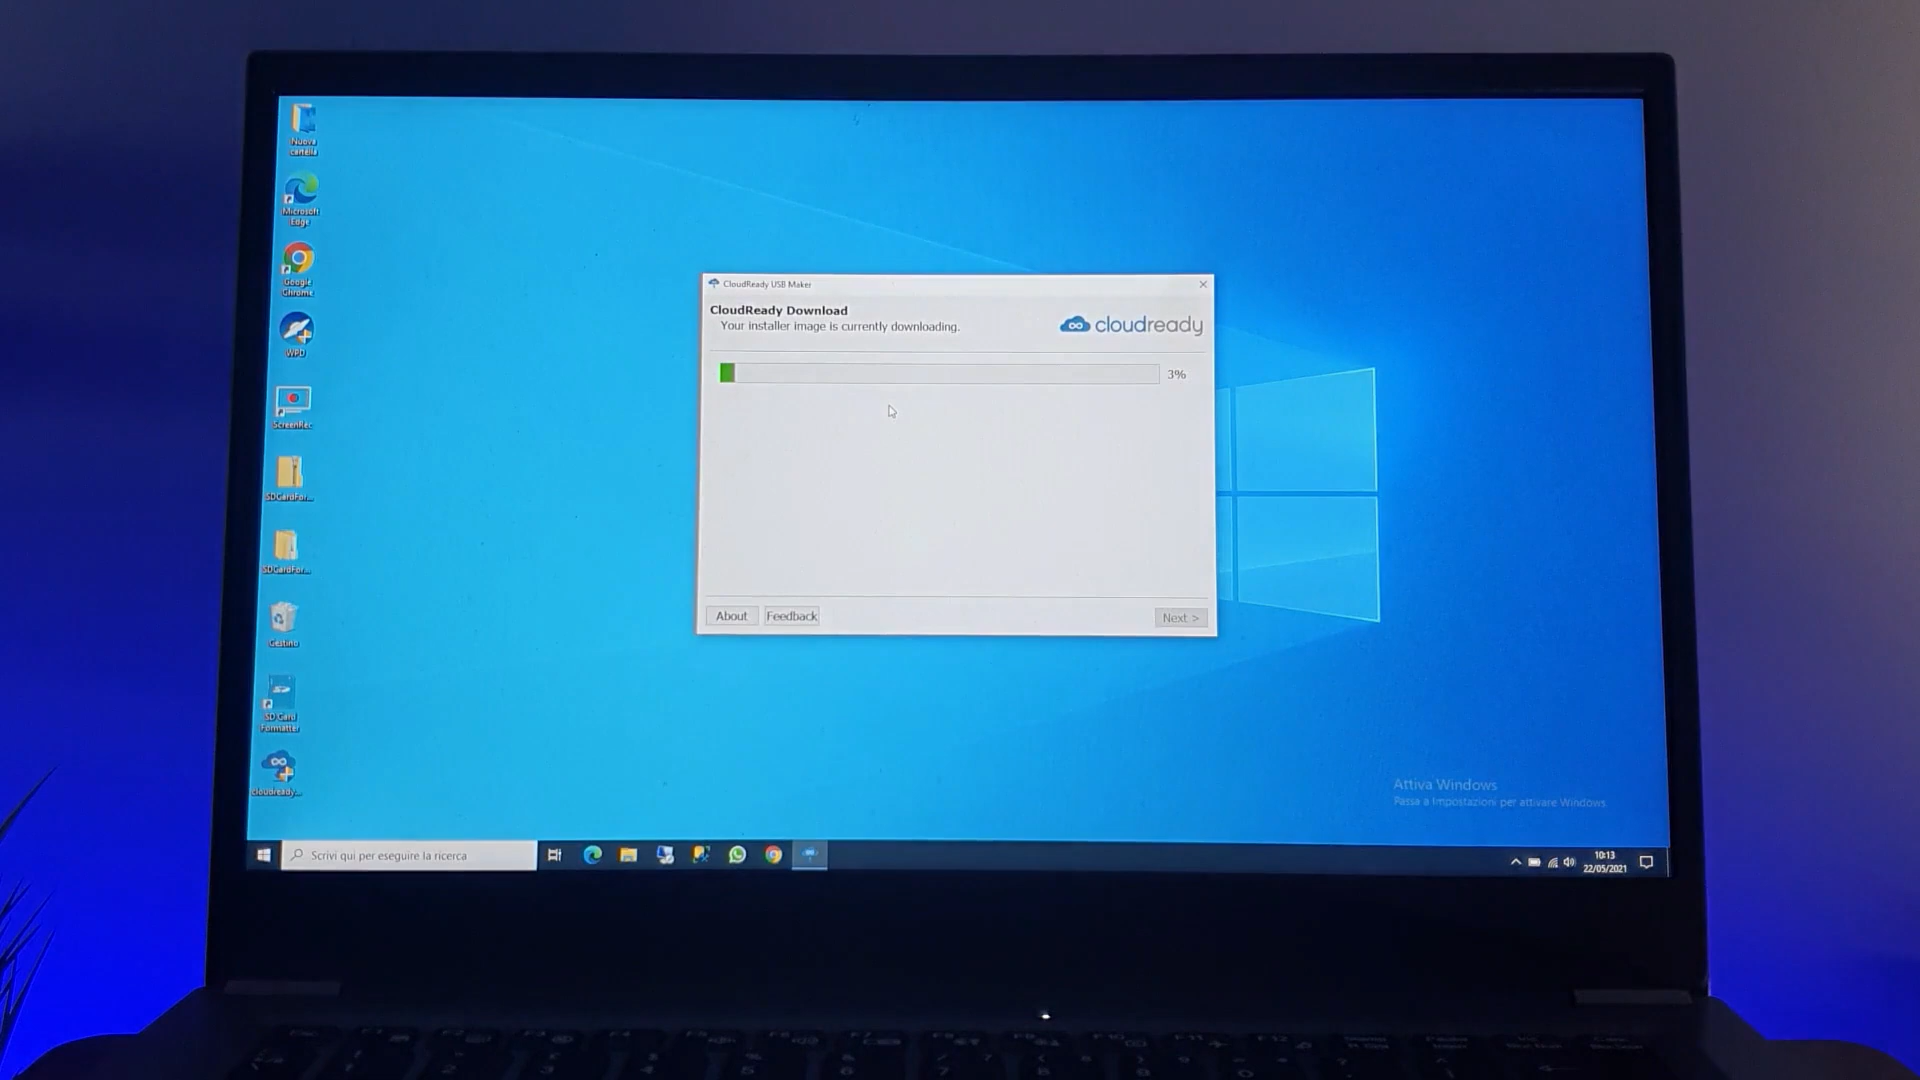 Nuova
cartella
Microsoft
Edge
Google
Chrome
WPD
ScreenRec
SDCardFor...
SDCardFor...
Cestino
SD Card
Formatter
cloudready...
CloudReady USB Maker
CloudReady Download
Your installer image is currently downloading.
cloudready
3%
About
Feedback
Next >
Attiva Windows
Passa a Impostazioni per attivare Windows.
Scrivi qui per eseguire la ricerca
10:13
22/05/2021